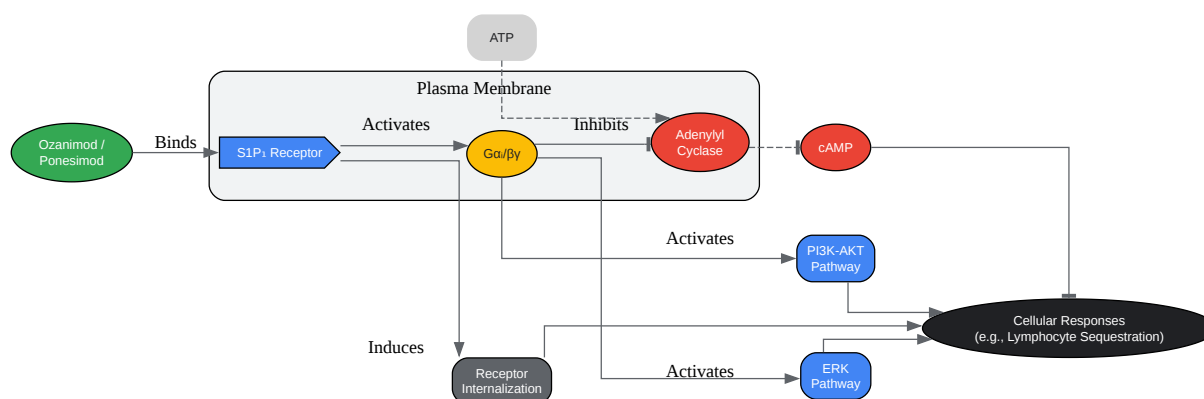 ATP
Plasma Membrane
Ozanimod /
Ponesimod
Binds
S1P₁ Receptor
Activates
Gαᵢ/βγ
Inhibits
Adenylyl
Cyclase
cAMP
Activates
PI3K-AKT
Pathway
Cellular Responses
(e.g., Lymphocyte Sequestration)
Induces
Receptor
Internalization
Activates
ERK
Pathway